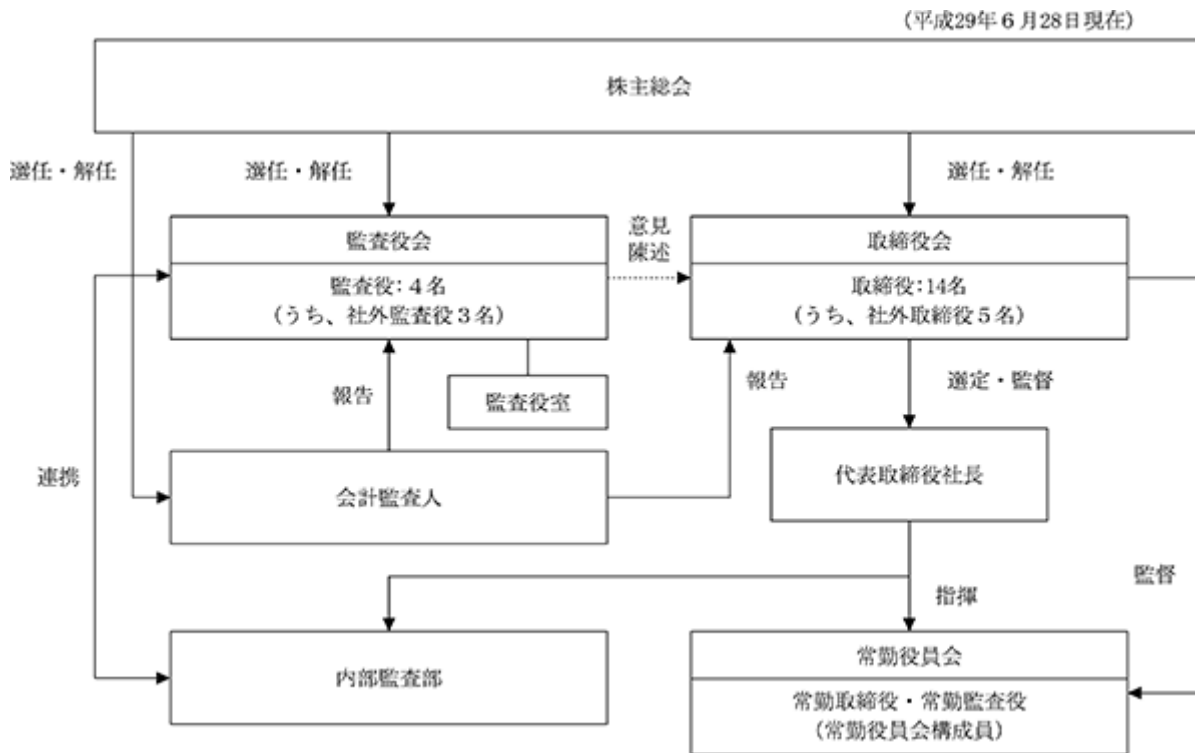 (平成29年6月28日現在)
株主総会
選任・解任
選任・解任
選任・解任
監査役会
意見
陳述
取締役会
監査役:4名
(うち、社外監査役3名)
取締役:14名
(うち、社外取締役5名)
報告
監査役室
報告
選定・監督
連携
会計監査人
代表取締役社長
指揮
監督
内部監査部
常勤役員会
常勤取締役・常勤監査役
(常勤役員会構成員)